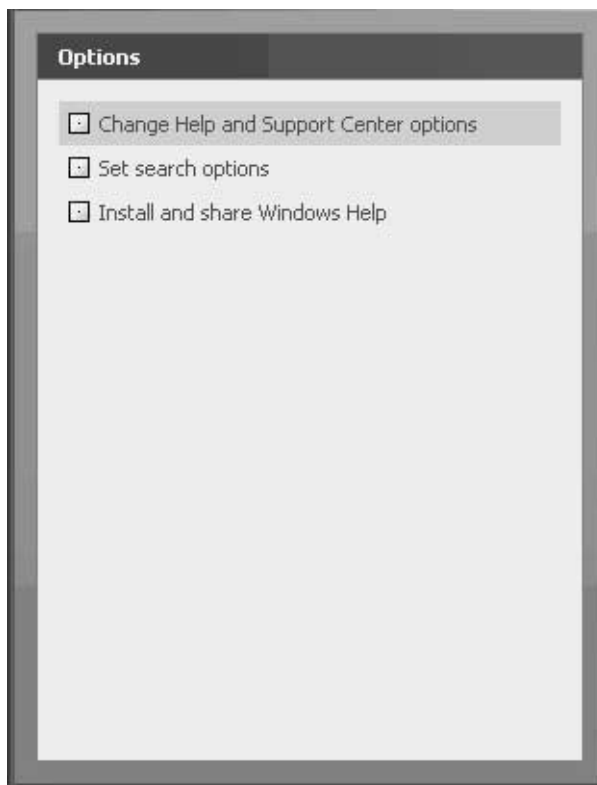 Options
Change Help and Support Center options
Set search options
Install and share Windows Help